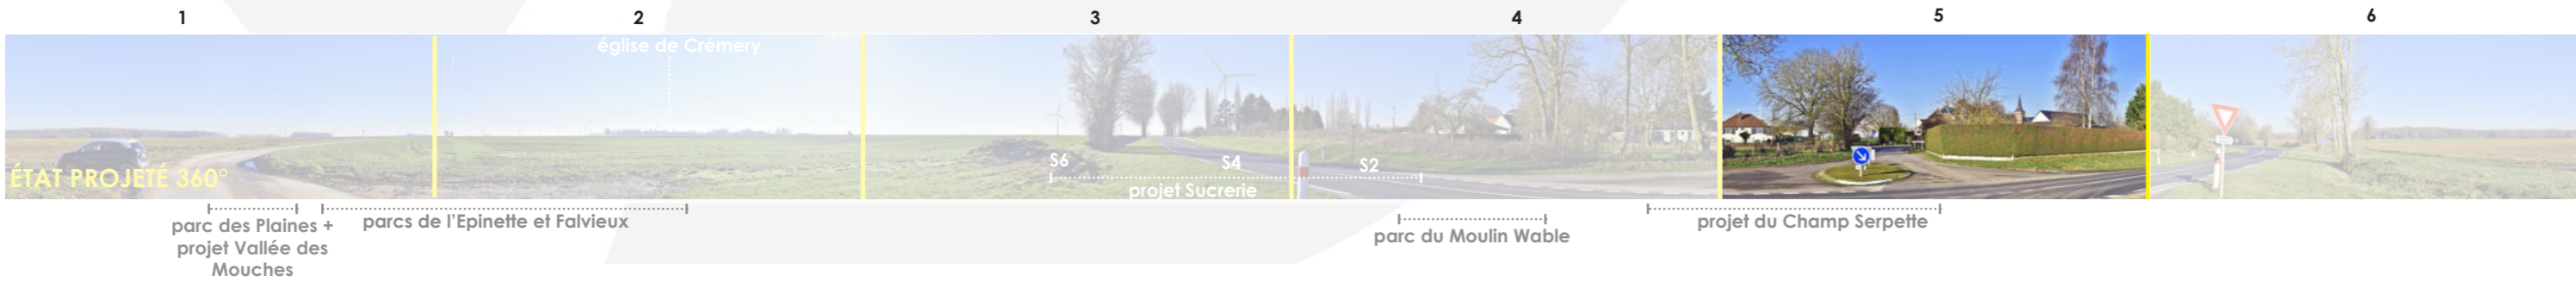 1
2
3
4
5
6
église de Crémery
ÉTAT PROJETÉ 360°
S6
S4
S2
projet Sucrerie
parc des Plaines +
projet Vallée des
Mouches
parcs de l'Epinette et Falvieux
parc du Moulin Wable
projet du Champ Serpette